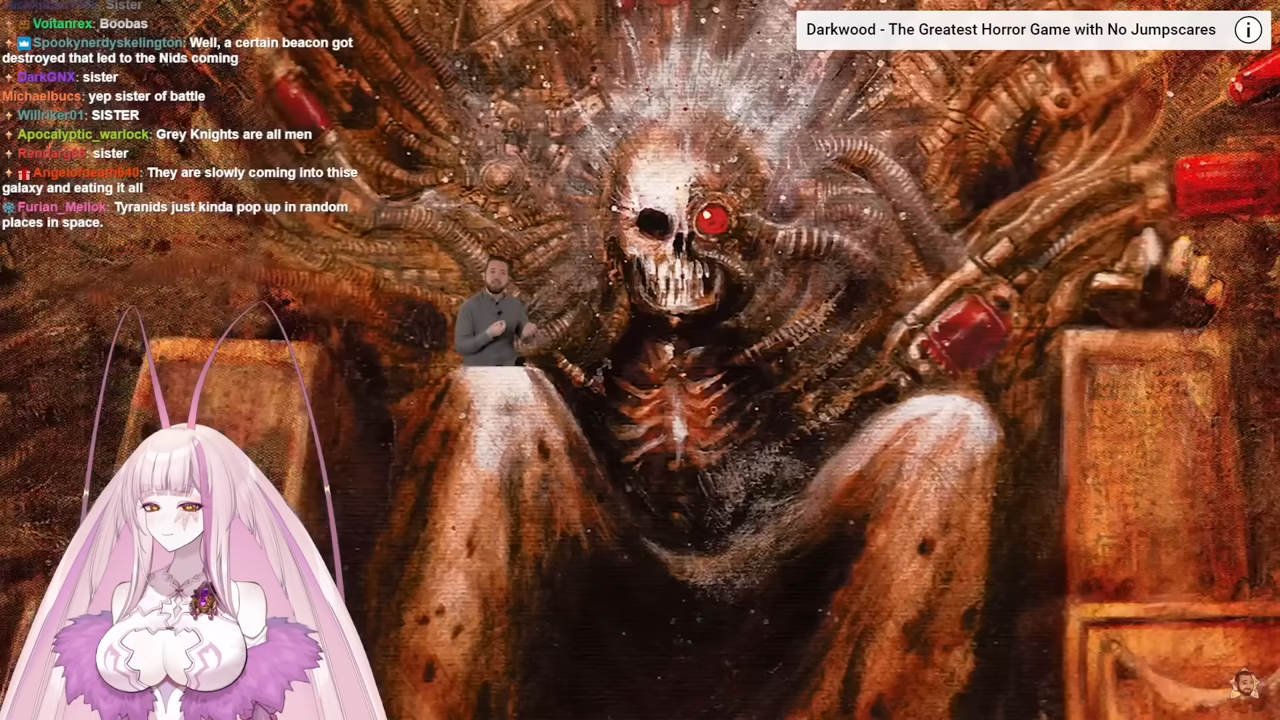 Sister
Voitanrex: Boobas
Spookynerdyskelington: Well, a certain beacon got
destroyed that led to the Nids coming
DarkGNX: sister
Michaelbucs: yep sister of battle
Willriker01: SISTER
Apocalyptic_warlock: Grey Knights are all men
sister
Angelofdeath040: They are slowly coming into thise
galaxy and eating it all
Furian_Mellok: Tyranids just kinda pop up in random
places in space.
Darkwood - The Greatest Horror Game with No Jumpscares